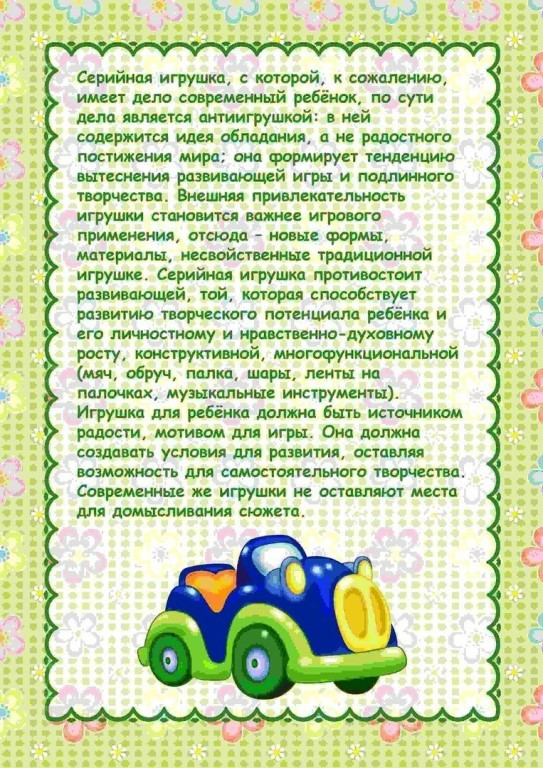 Серийная игрушка, с которой, к сожалению,
имеет дело современный ребёнок, по сути
дела является антиигрушкой: в ней
содержится идея обладания, а не радостного
постижения мира; она формирует тенденцию
вытеснения развивающей игры и подлинного
творчества. Внешняя привлекательность
игрушки становится важнее игрового
применения, отсюда – новые формы,
материалы, несвойственные традиционной
игрушке. Серийная игрушка противостоит
развивающей, той, которая способствует
развитию творческого потенциала ребёнка и
его личностному и нравственно-духовному
росту, конструктивной, многофункциональной
(мяч, обруч, палка, шары, ленты на
палочках, музыкальные инструменты).
Игрушка для ребёнка должна быть источником
радости, мотивом для игры. Она должна
создавать условия для развития, оставляя
возможность для самостоятельного творчества.
Современные же игрушки не оставляют места
для домысливания сюжета.